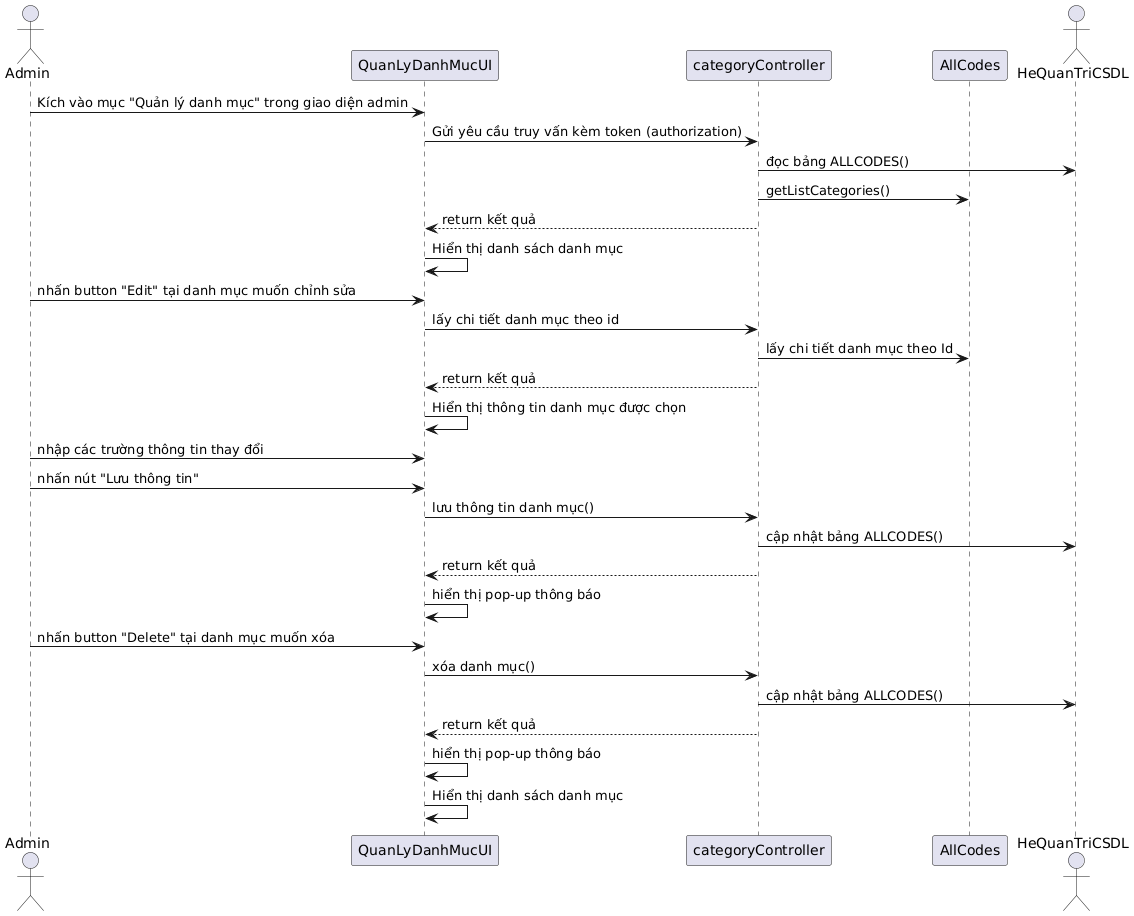 Admin
QuanLyDanhMucUI
categoryController
AllCodes
HeQuanTriCSDL
Kích vào mục "Quản lý danh mục" trong giao diện admin
Gửi yêu cầu truy vấn kèm token (authorization)
đọc bảng ALLCODES()
getListCategories()
return kết quả
Hiển thị danh sách danh mục
nhấn button "Edit" tại danh mục muốn chỉnh sửa
lấy chi tiết danh mục theo id
lấy chi tiết danh mục theo Id
return kết quả
Hiển thị thông tin danh mục được chọn
nhập các trường thông tin thay đổi
nhấn nút "Lưu thông tin"
lưu thông tin danh mục()
cập nhật bảng ALLCODES()
return kết quả
hiển thị pop-up thông báo
nhấn button "Delete" tại danh mục muốn xóa
xóa danh mục()
cập nhật bảng ALLCODES()
return kết quả
hiển thị pop-up thông báo
Hiển thị danh sách danh mục
Admin
QuanLyDanhMucUI
categoryController
AllCodes
HeQuanTriCSDL